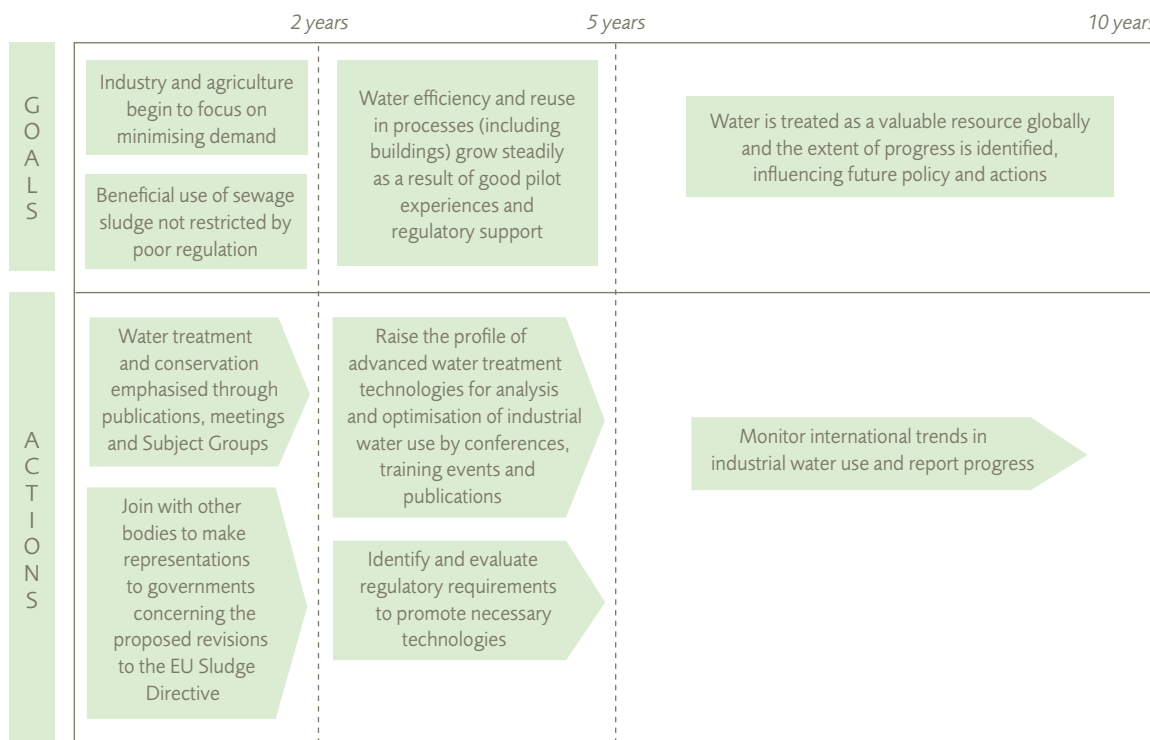 2 years
5 years
10 years
GOALS
Industry and agriculture
begin to focus on
minimising demand
Beneficial use of sewage
sludge not restricted by
poor regulation
Water efficiency and reuse
in processes (including
buildings) grow steadily
as a result of good pilot
experiences and
regulatory support
Water is treated as a valuable resource globally
and the extent of progress is identified,
influencing future policy and actions
ACTIONS
Water treatment
and conservation
emphasised through
publications, meetings
and Subject Groups
Join with other
bodies to make
representations
to governments
concerning the
proposed revisions
to the EU Sludge
Directive
Raise the profile of
advanced water treatment
technologies for analysis
and optimisation of industrial
water use by conferences,
training events and
publications
Identify and evaluate
regulatory requirements
to promote necessary
technologies
Monitor international trends in
industrial water use and report progress